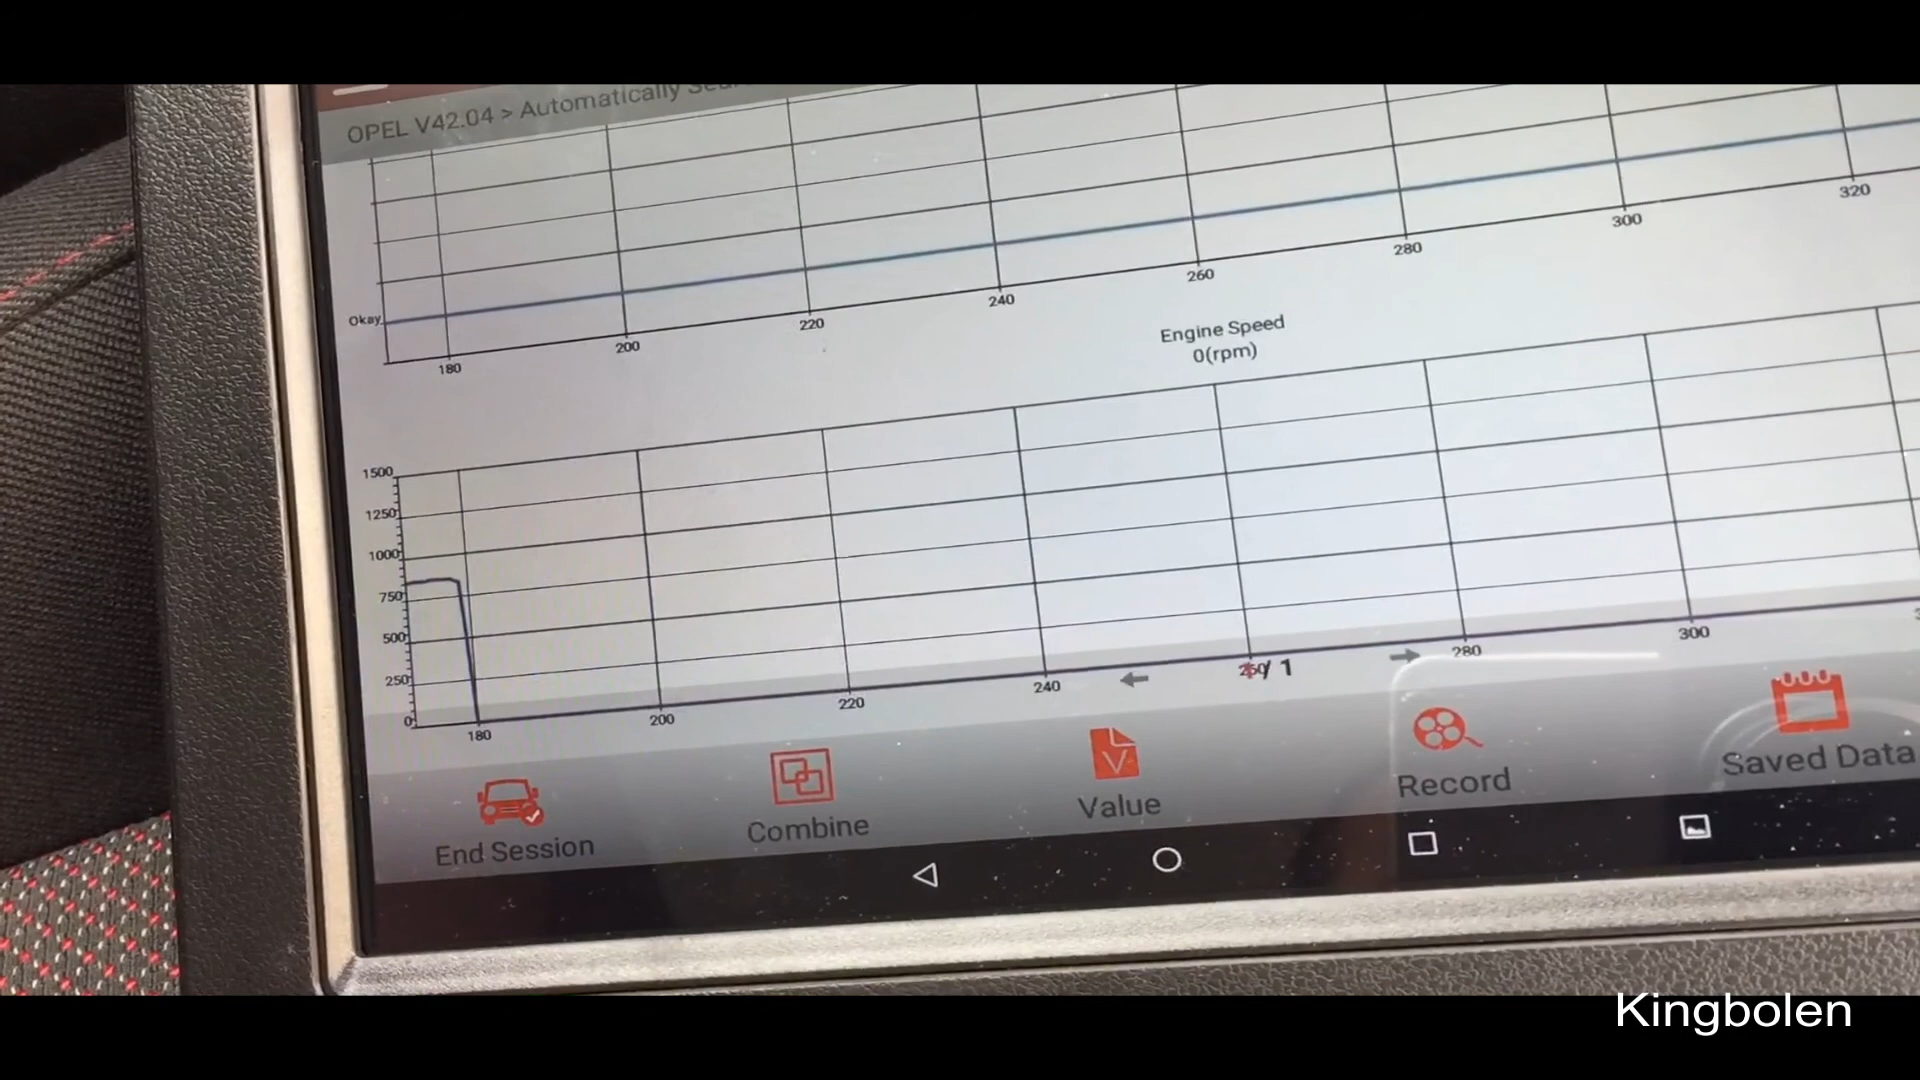 OPEL V42.04 > Automatically
Okay
180 200 220 240 260 280 300 320
Engine Speed
0(rpm)
1500
1250
1000
750
500
250
0
180 200 220 240 280 300
/ 1
End Session
Combine
Value
Record
Saved Data
Kingbolen